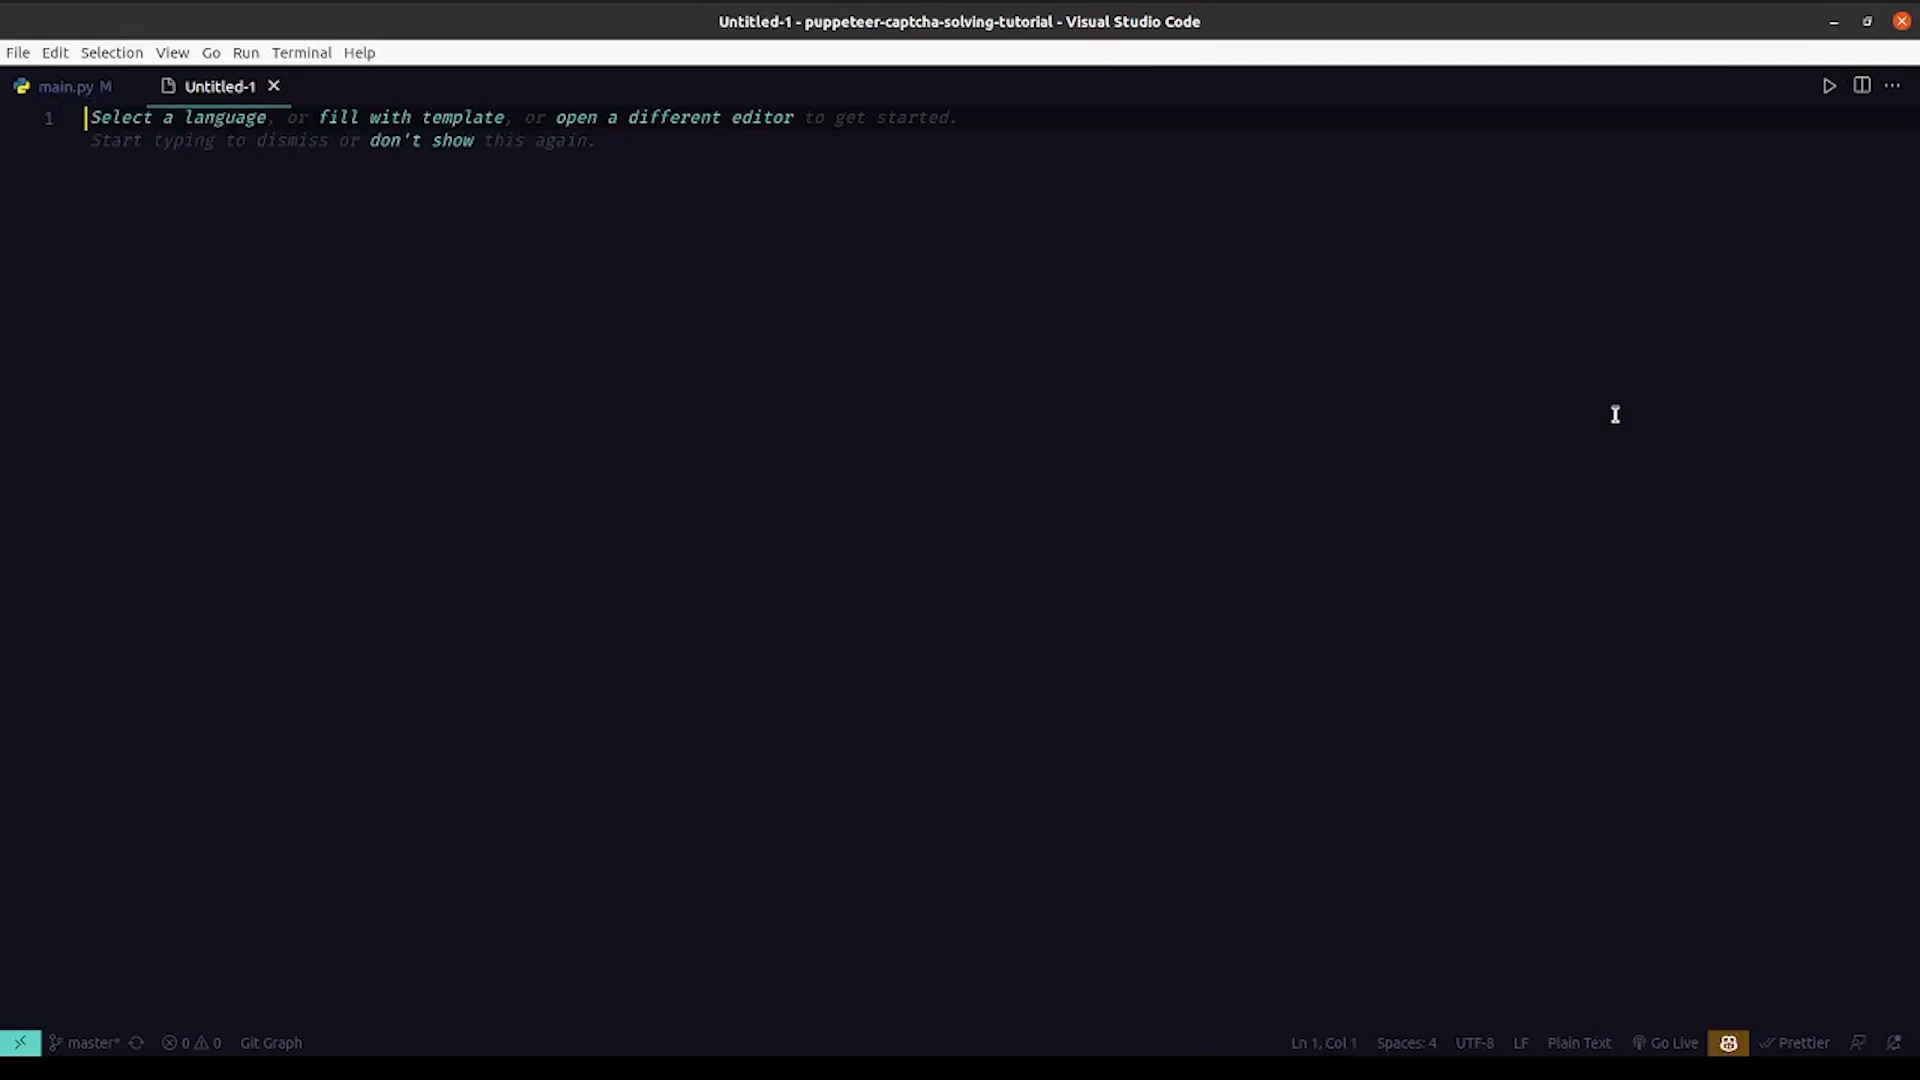 Untitled-1 - puppeteer-captcha-solving-tutorial - Visual Studio Code
File Edit Selection View Go Run Terminal Help
main.py M Untitled-1
1 Select a language, or fill with template, or open a different editor to get started.
Start typing to dismiss or don't show this again.
master* 0 0 Git Graph Ln 1, Col 1 Spaces: 4 UTF-8 LF Plain Text Go Live Prettier